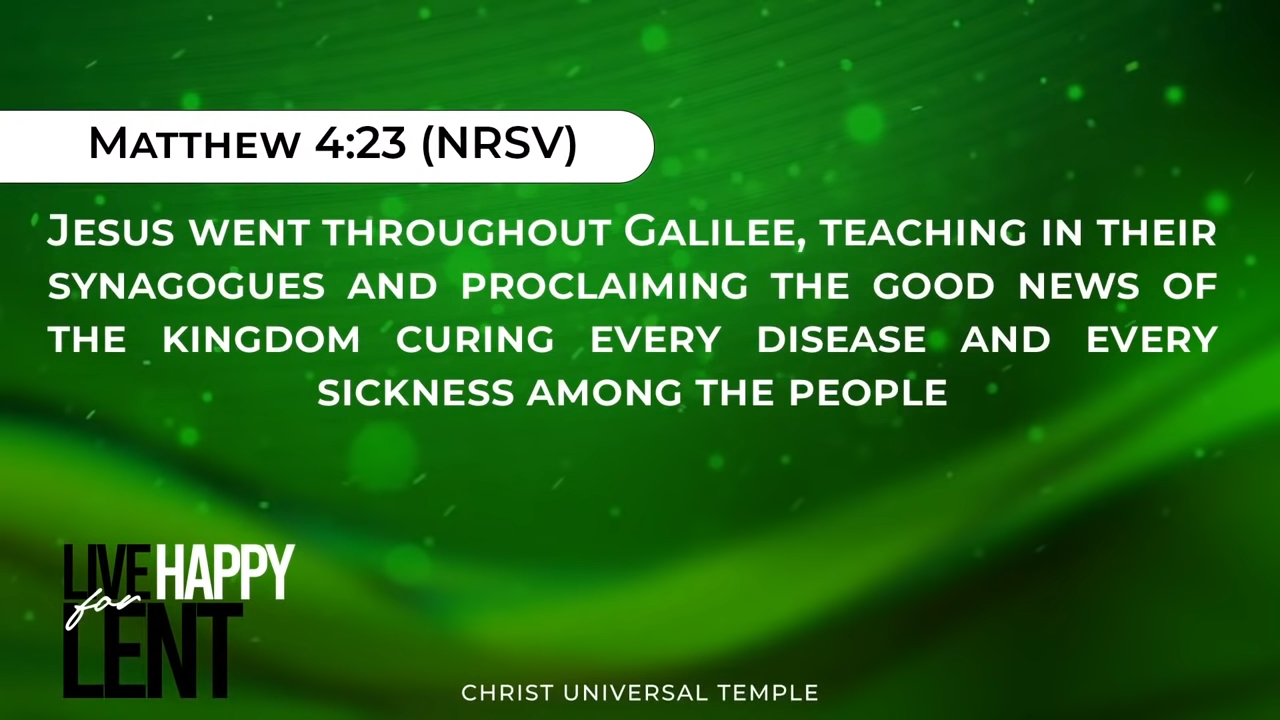 Matthew 4:23 (NRSV)
Jesus went throughout Galilee, teaching in their
synagogues and proclaiming the good news of
the kingdom curing every disease and every
sickness among the people
LIVE HAPPY
for
LENT
CHRIST UNIVERSAL TEMPLE